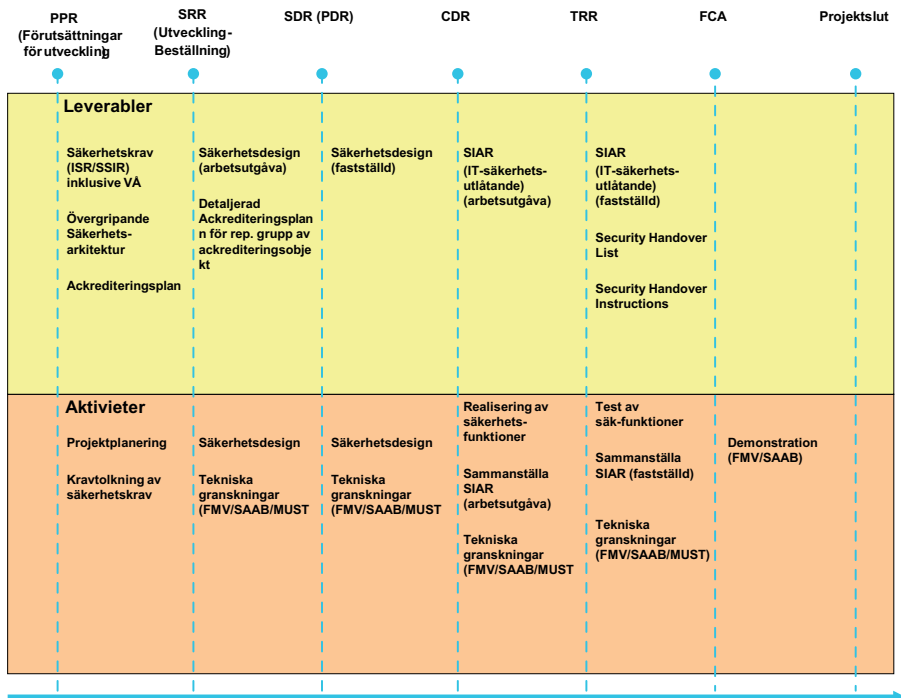 PPR
(Förutsättningar
för utveckling)
SRR
(Utveckling-
Beställning)
SDR (PDR)
CDR
TRR
FCA
Projektslut
Leverabler
Säkerhetskrav
(ISR/SSIR)
inklusive VÅ
Övergripande
Säkerhets-
arkitektur
Ackrediteringsplan
Säkerhetsdesign
(arbetsutgåva)
Detaljerad
Ackrediteringsplan
n för rep. grupp av
ackrediteringsobje
kt
Säkerhetsdesign
(fastställd)
SIAR
(IT-säkerhets-
utlåtande)
(arbetsutgåva)
SIAR
(IT-säkerhets-
utlåtande)
(fastställd)
Security Handover
List
Security Handover
Instructions
Aktivieter
Projektplanering
Kravtolkning av
säkerhetskrav
Säkerhetsdesign
Tekniska
granskningar
(FMV/SAAB/MUST
Säkerhetsdesign
Tekniska
granskningar
(FMV/SAAB/MUST
Realisering av
säkerhets-
funktioner
Sammanställa
SIAR
(arbetsutgåva)
Tekniska
granskningar
(FMV/SAAB/MUST
Test av
säk-funktioner
Sammanställa
SIAR (fastställd)
Tekniska
granskningar
(FMV/SAAB/MUST)
Demonstration
(FMV/SAAB)